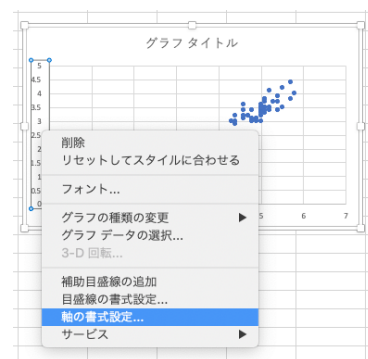 グラフ タイトル
5
4.5
4
3.5
3
2.5
2
削除
リセットしてスタイルに合わせる
フォント...
0.5
0
グラフの種類の変更
5
6
7
グラフ データの選択...
3-D 回転...
補助目盛線の追加
目盛線の書式設定...
軸の書式設定...
サービス